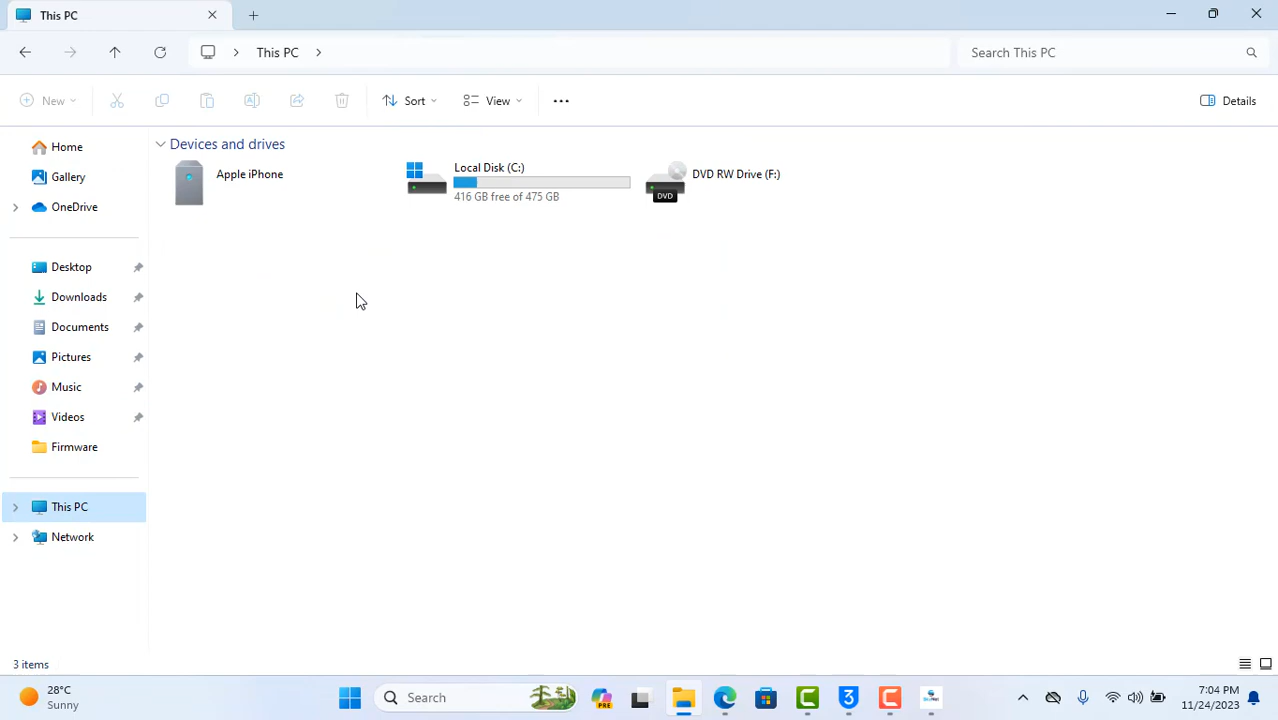 This PC
This PC
Search This PC
New
Sort
View
Details
Home
Gallery
OneDrive
Desktop
Downloads
Documents
Pictures
Music
Videos
Firmware
This PC
Network
Devices and drives
Apple iPhone
Local Disk (C:)
416 GB free of 475 GB
DVD RW Drive (F:)
DVD
3 items
28°C
Sunny
Search
PRE
3
7:04 PM
11/24/2023